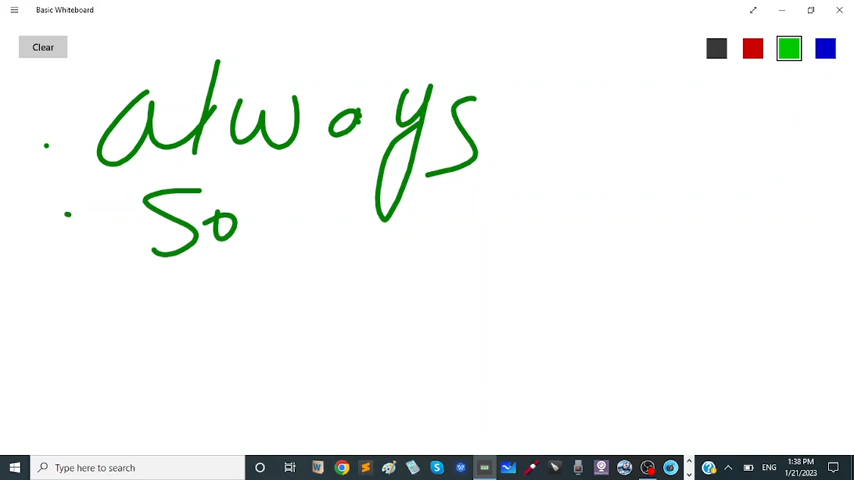 Basic Whiteboard
Clear
. always
. So
Type here to search
ENG
1:38 PM
1/21/2023